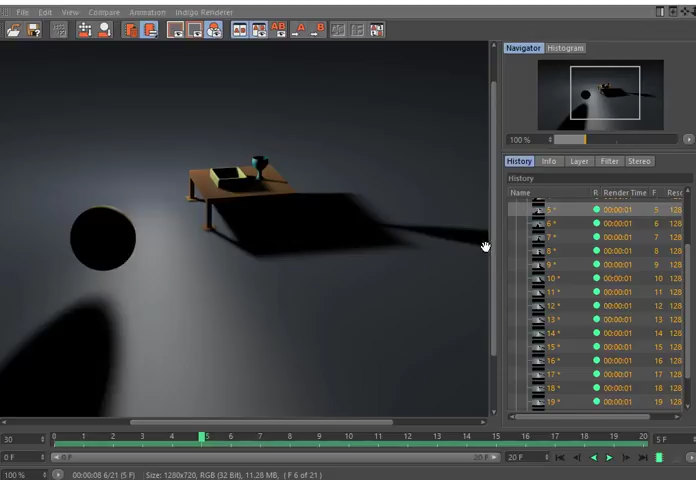 File Edit View Compare Animation Indigo Renderer
AB A B
Navigator Histogram
100 %
History Info Layer Filter Stereo
History
Name R Render Time F Reso
5 * 00:00:01 5 128
6 * 00:00:01 6 128
7 * 00:00:01 7 128
8 * 00:00:01 8 128
9 * 00:00:01 9 128
10 * 00:00:01 10 128
11 * 00:00:01 11 128
12 * 00:00:01 12 128
13 * 00:00:01 13 128
14 * 00:00:01 14 128
15 * 00:00:01 15 128
16 * 00:00:01 16 128
17 * 00:00:01 17 128
18 * 00:00:01 18 128
19 * 00:00:01 19 128
30 0 1 2 3 4 5 6 7 8 9 10 11 12 13 14 15 16 17 18 19 20 5 F
0 F 0 F 20 F 20 F
100 % 00:00:08 6/21 (5 F) Size: 1280x720, RGB (32 Bit), 11.28 MB, ( F 6 of 21 )